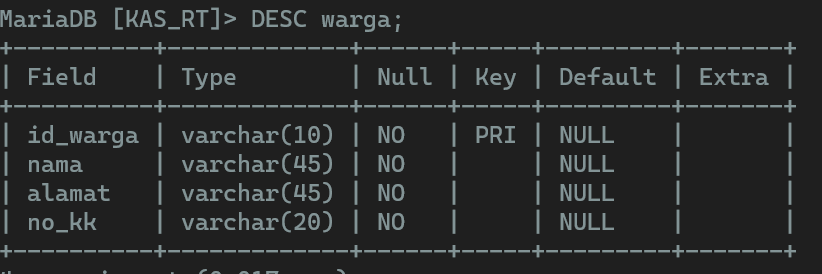 MariaDB [KAS_RT]> DESC warga;
+----------+-------------+------+-----+---------+-------+
| Field    | Type        | Null | Key | Default | Extra |
+----------+-------------+------+-----+---------+-------+
| id_warga | varchar(10) | NO   | PRI | NULL    |       |
| nama     | varchar(45) | NO   |     | NULL    |       |
| alamat   | varchar(45) | NO   |     | NULL    |       |
| no_kk    | varchar(20) | NO   |     | NULL    |       |
+----------+-------------+------+-----+---------+-------+